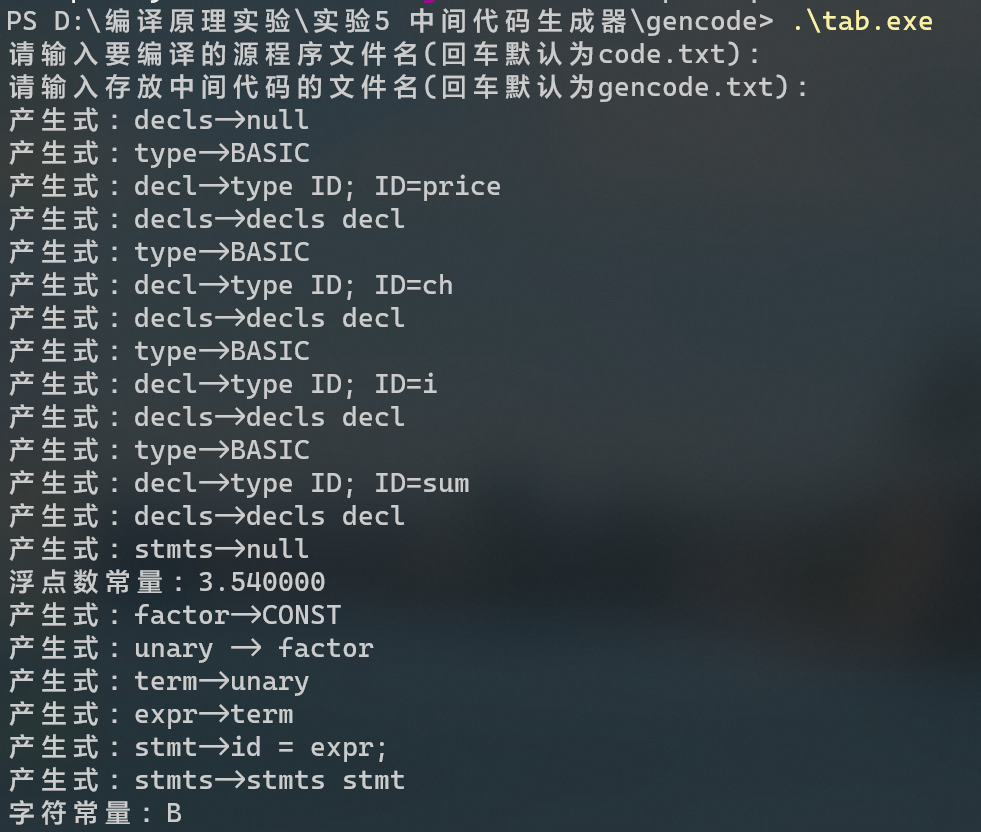 PS D:\编译原理实验\实验5 中间代码生成器\gencode> .\tab.exe
请输入要编译的源程序文件名(回车默认为code.txt):
请输入存放中间代码的文件名(回车默认为gencode.txt):
产生式:decls->null
产生式:type->BASIC
产生式:decl->type ID; ID=price
产生式:decls->decls decl
产生式:type->BASIC
产生式:decl->type ID; ID=ch
产生式:decls->decls decl
产生式:type->BASIC
产生式:decl->type ID; ID=i
产生式:decls->decls decl
产生式:type->BASIC
产生式:decl->type ID; ID=sum
产生式:decls->decls decl
产生式:stmts->null
浮点数常量:3.540000
产生式:factor->CONST
产生式:unary -> factor
产生式:term->unary
产生式:expr->term
产生式:stmt->id = expr;
产生式:stmts->stmts stmt
字符常量:B